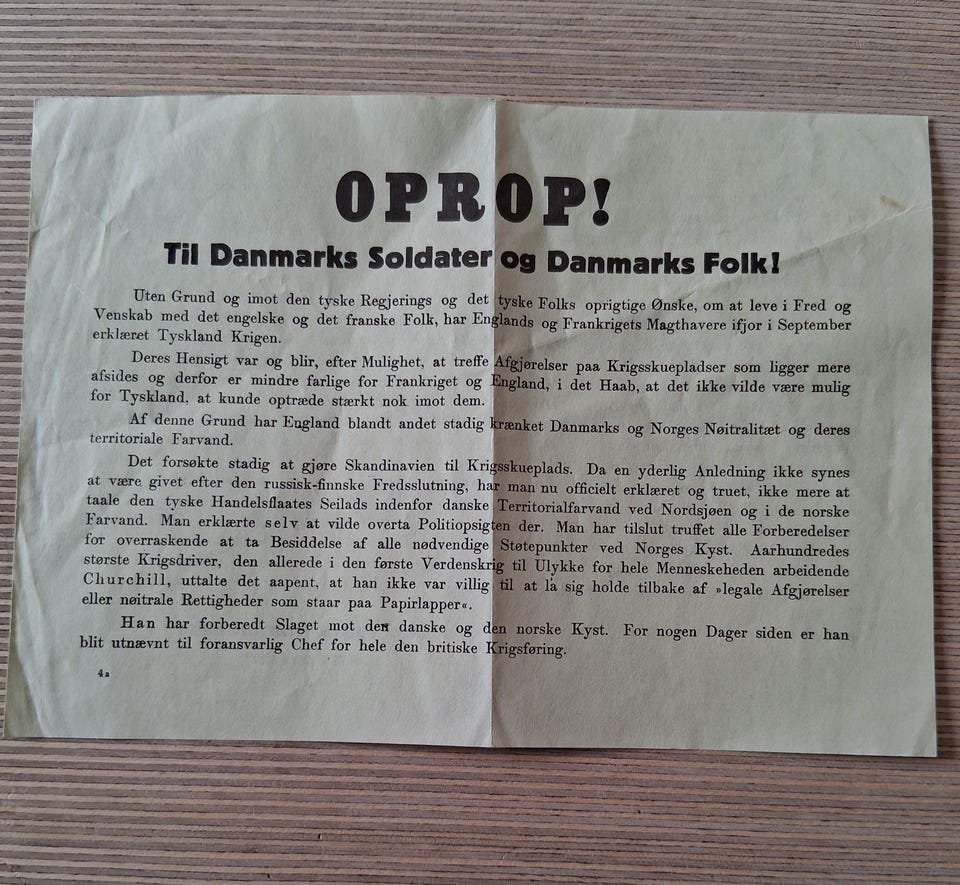 OPROP!
Til Danmarks Soldater og Danmarks Folk!
Uten Grund og imot den tyske Regjerings og det tyske Folks oprigtige Ønske, om at leve i Fred og
Venskab med det engelske og det franske Folk, har Englands og Frankrigets Magthavere ifjor i September
erklæret Tyskland Krigen.
Deres Hensigt var og blir, efter Mulighet, at treffe Afgjørelser paa Krigsskuepladser som ligger mere
afsides og derfor er mindre farlige for Frankriget og England, i det Haab, at det ikke vilde være mulig
for Tyskland, at kunde optræde stærkt nok imot dem.
Af denne Grund har England blandt andet stadig krænket Danmarks og Norges Nøitralitæt og deres
territoriale Farvand.
Det forsøkte stadig at gjøre Skandinavien til Krigsskueplads. Da en yderlig Anledning ikke synes
at være givet efter den russisk-finnske Fredsslutning, har man nu officielt erklæret og truet, ikke mere at
taale den tyske Handelsflaates Seilads indenfor danske Territorialfarvand ved Nordsjøen og i de norske
Farvand. Man erklærte selv at vilde overta Politiopsigten der. Man har tilslut truffet alle Forberedelser
for overraskende at ta Besiddelse af alle nødvendige Støtepunkter ved Norges Kyst. Aarhundredes
største Krigsdriver, den allerede i den første Verdenskrig til Ulykke for hele Menneskeheden arbeidende
Churchill, uttalte det aapent, at han ikke var villig til at la sig holde tilbake af »legale Afgjørelser
eller nøitrale Rettigheder som staar paa Papirlapper«.
Han har forberedt Slaget mot den danske og den norske Kyst. For nogen Dager siden er han
blit utnævnt til foransvarlig Chef for hele den britiske Krigsføring.
4a